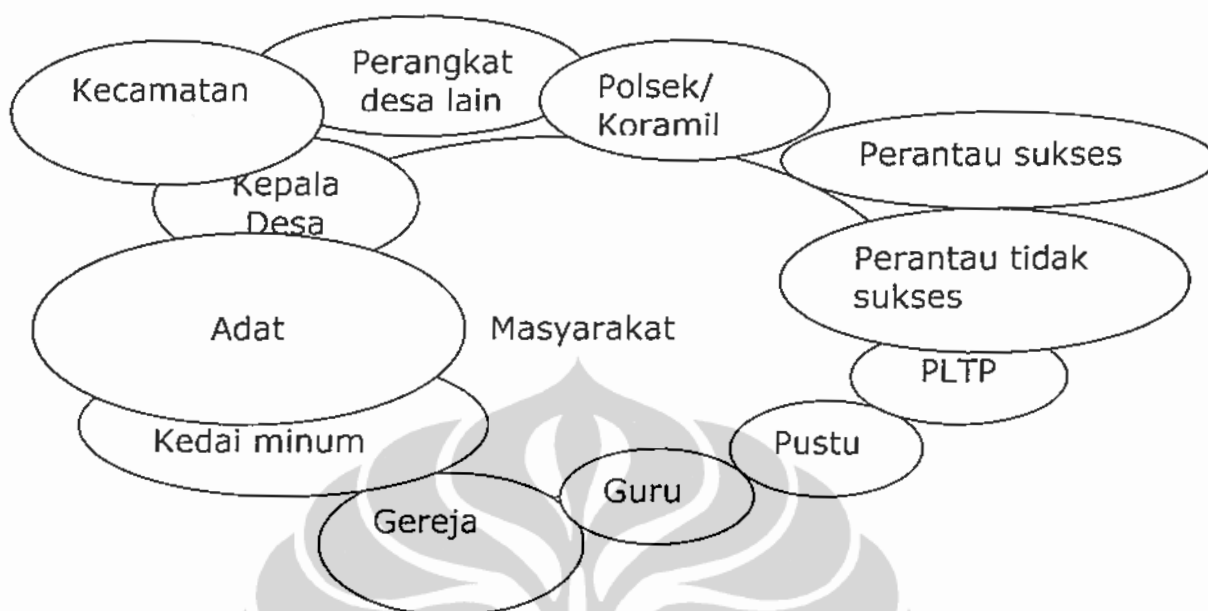 Kecamatan
Perangkat
desa lain
Polsek/
Koramil
Perantau sukses
Kepala
Desa
Perantau tidak
sukses
Adat
Masyarakat
PLTP
Kedai minum
Pustu
Guru
Gereja